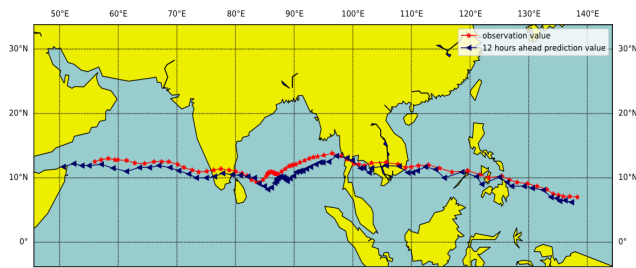 50°E 60°E 70°E 80°E 90°E 100°E 110°E 120°E 130°E 140°E
observation value
30°N 30°N
12 hours ahead prediction value
20°N 20°N
10°N 10°N
0° 0°